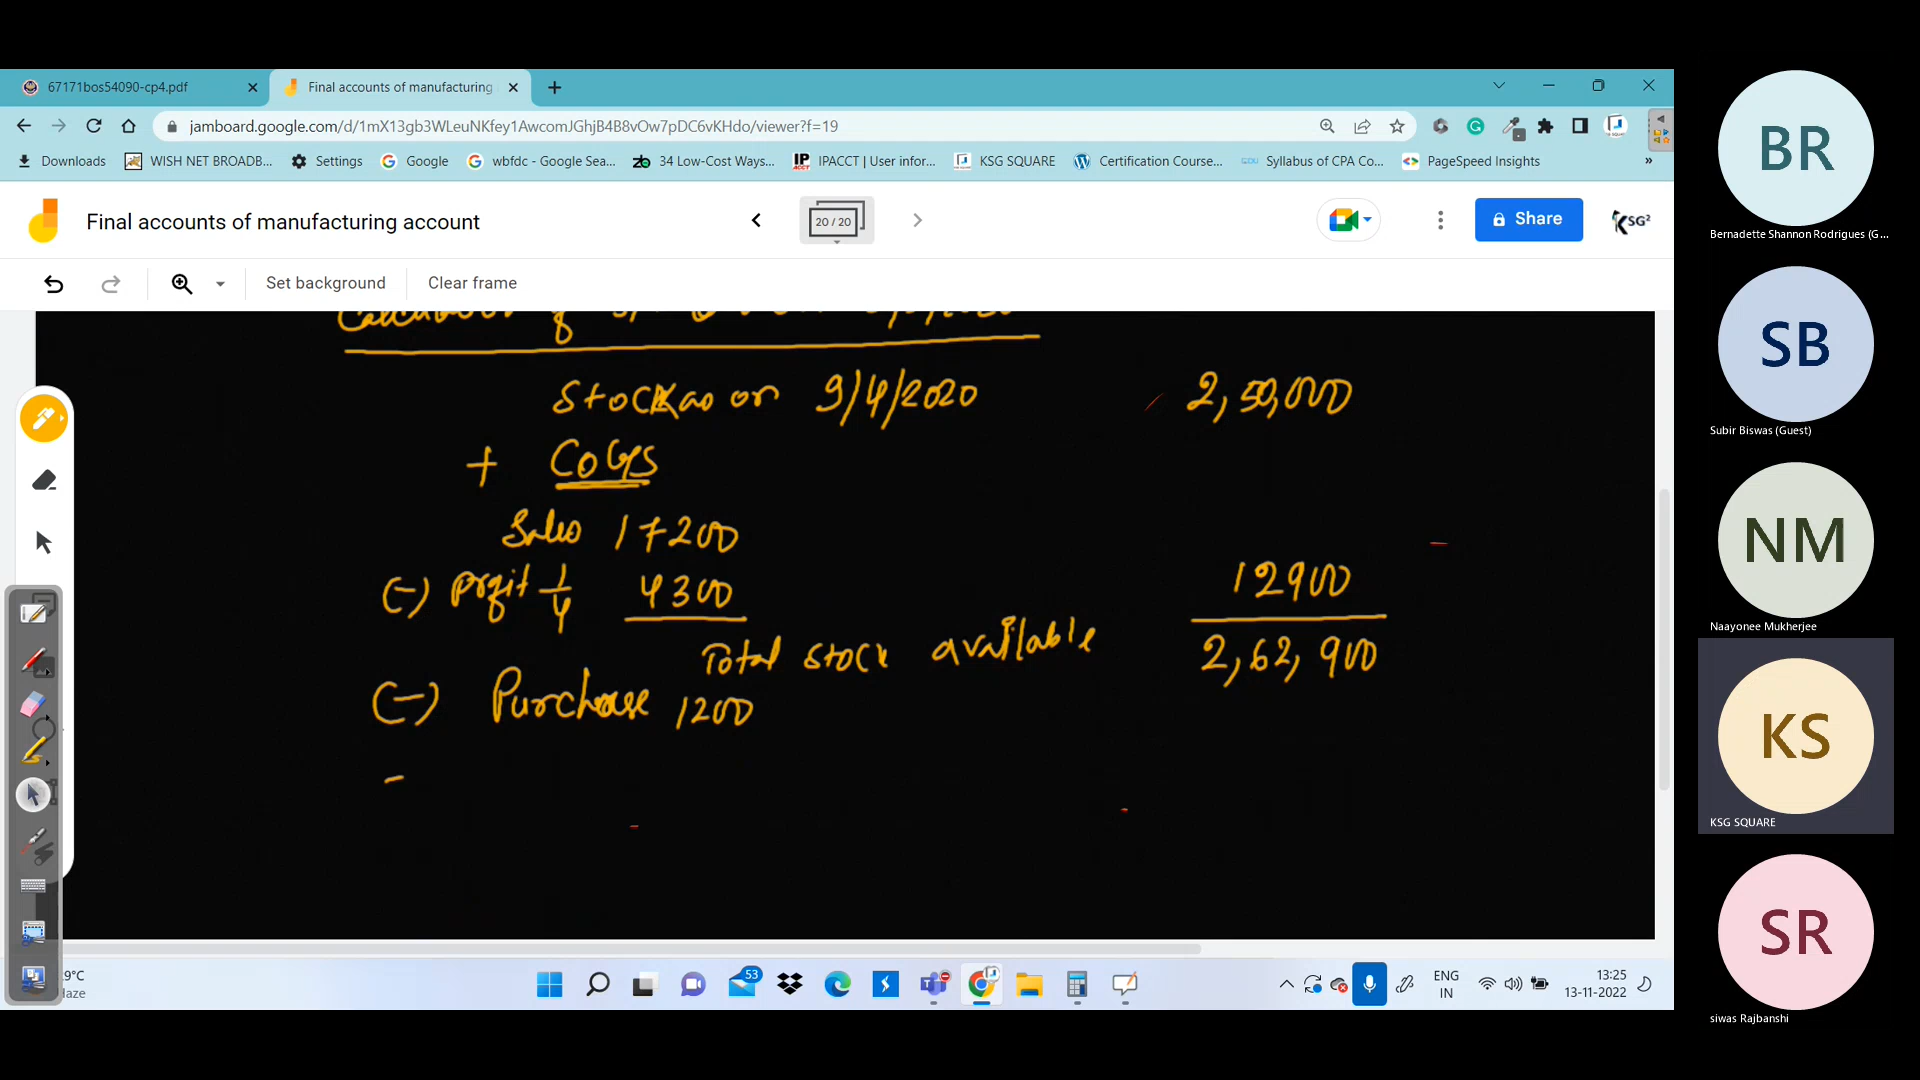 67171bos54090-cp4.pdf
Final accounts of manufacturing
jamboard.google.com/d/1mX13gb3WLeuNKfey1AwcomJGhjB4B8vOw7pDC6vKHdo/viewer?f=19
Downloads WISH NET BROADB... Settings Google wbfdc - Google Sea... 34 Low-Cost Ways... IPACCT | User infor... KSG SQUARE Certification Course... Syllabus of CPA Co... PageSpeed Insights »
Final accounts of manufacturing account
20 / 20
Share
KSG²
Set background Clear frame
Stock as on 9/4/2020 2,50,000
+ COGS
Sales 17200
(-) Profit 1/4 4300 12900
Total stock available 2,62,900
(-) Purchase 1200
-
BR
Bernadette Shannon Rodrigues (G...
SB
Subir Biswas (Guest)
NM
Naayonee Mukherjee
KS
KSG SQUARE
SR
siwas Rajbanshi
9°C
aze
53
ENG
IN
13:25
13-11-2022